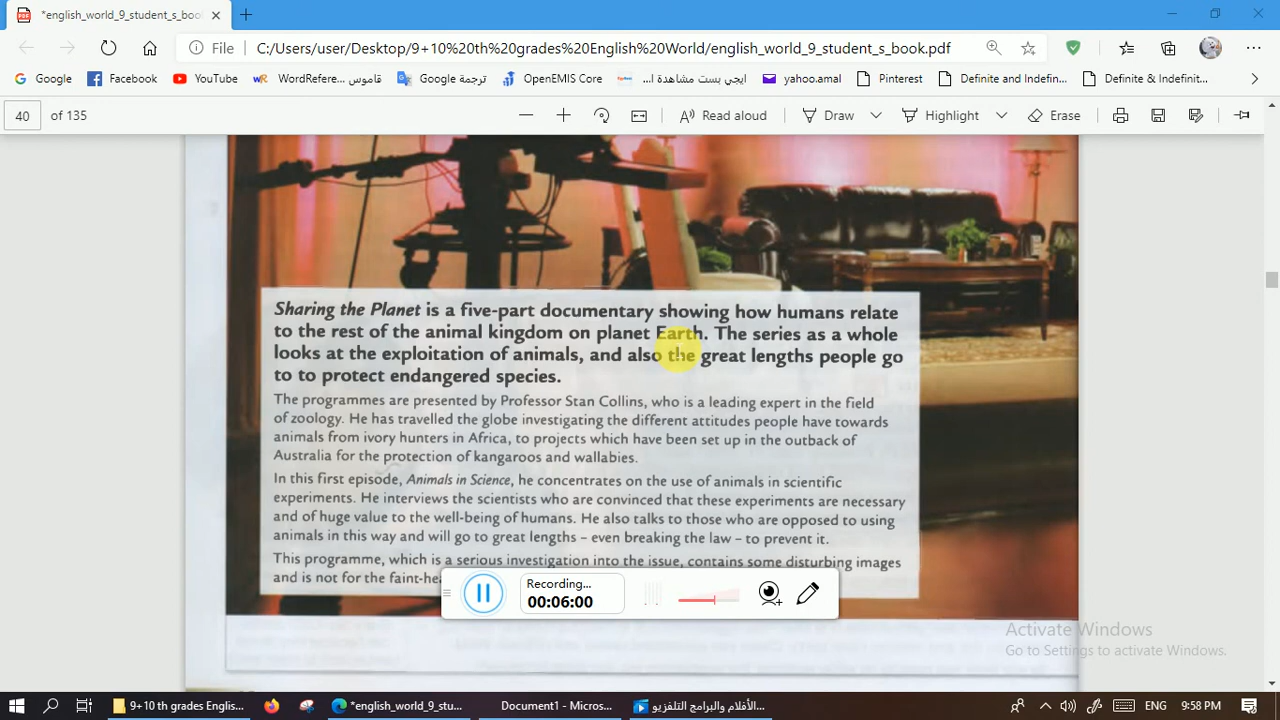 *english_world_9_student_s_boo
File
C:/Users/user/Desktop/9+10%20th%20grades%20English%20World/english_world_9_student_s_book.pdf
Google
Facebook
YouTube
WordRefere...
قاموس
Google ترجمة
OpenEMIS Core
ايجي بست مشاهدة ا...
yahoo.amal
Pinterest
Definite and Indefin...
Definite & Indefinit...
40 of 135
Read aloud
Draw
Highlight
Erase
Sharing the Planet is a five-part documentary showing how humans relate
to the rest of the animal kingdom on planet Earth. The series as a whole
looks at the exploitation of animals, and also the great lengths people go
to to protect endangered species.
The programmes are presented by Professor Stan Collins, who is a leading expert in the field
of zoology. He has travelled the globe investigating the different attitudes people have towards
animals from ivory hunters in Africa, to projects which have been set up in the outback of
Australia for the protection of kangaroos and wallabies.
In this first episode, Animals in Science, he concentrates on the use of animals in scientific
experiments. He interviews the scientists who are convinced that these experiments are necessary
and of huge value to the well-being of humans. He also talks to those who are opposed to using
animals in this way and will go to great lengths – even breaking the law – to prevent it.
This programme, which is a serious investigation into the issue, contains some disturbing images
and is not for the faint-hea
Recording...
00:06:00
Activate Windows
Go to Settings to activate Windows.
9+10 th grades Englis...
*english_world_9_stu...
Document1 - Micros...
الأفلام والبرامج التلفزيو...
ENG
9:58 PM